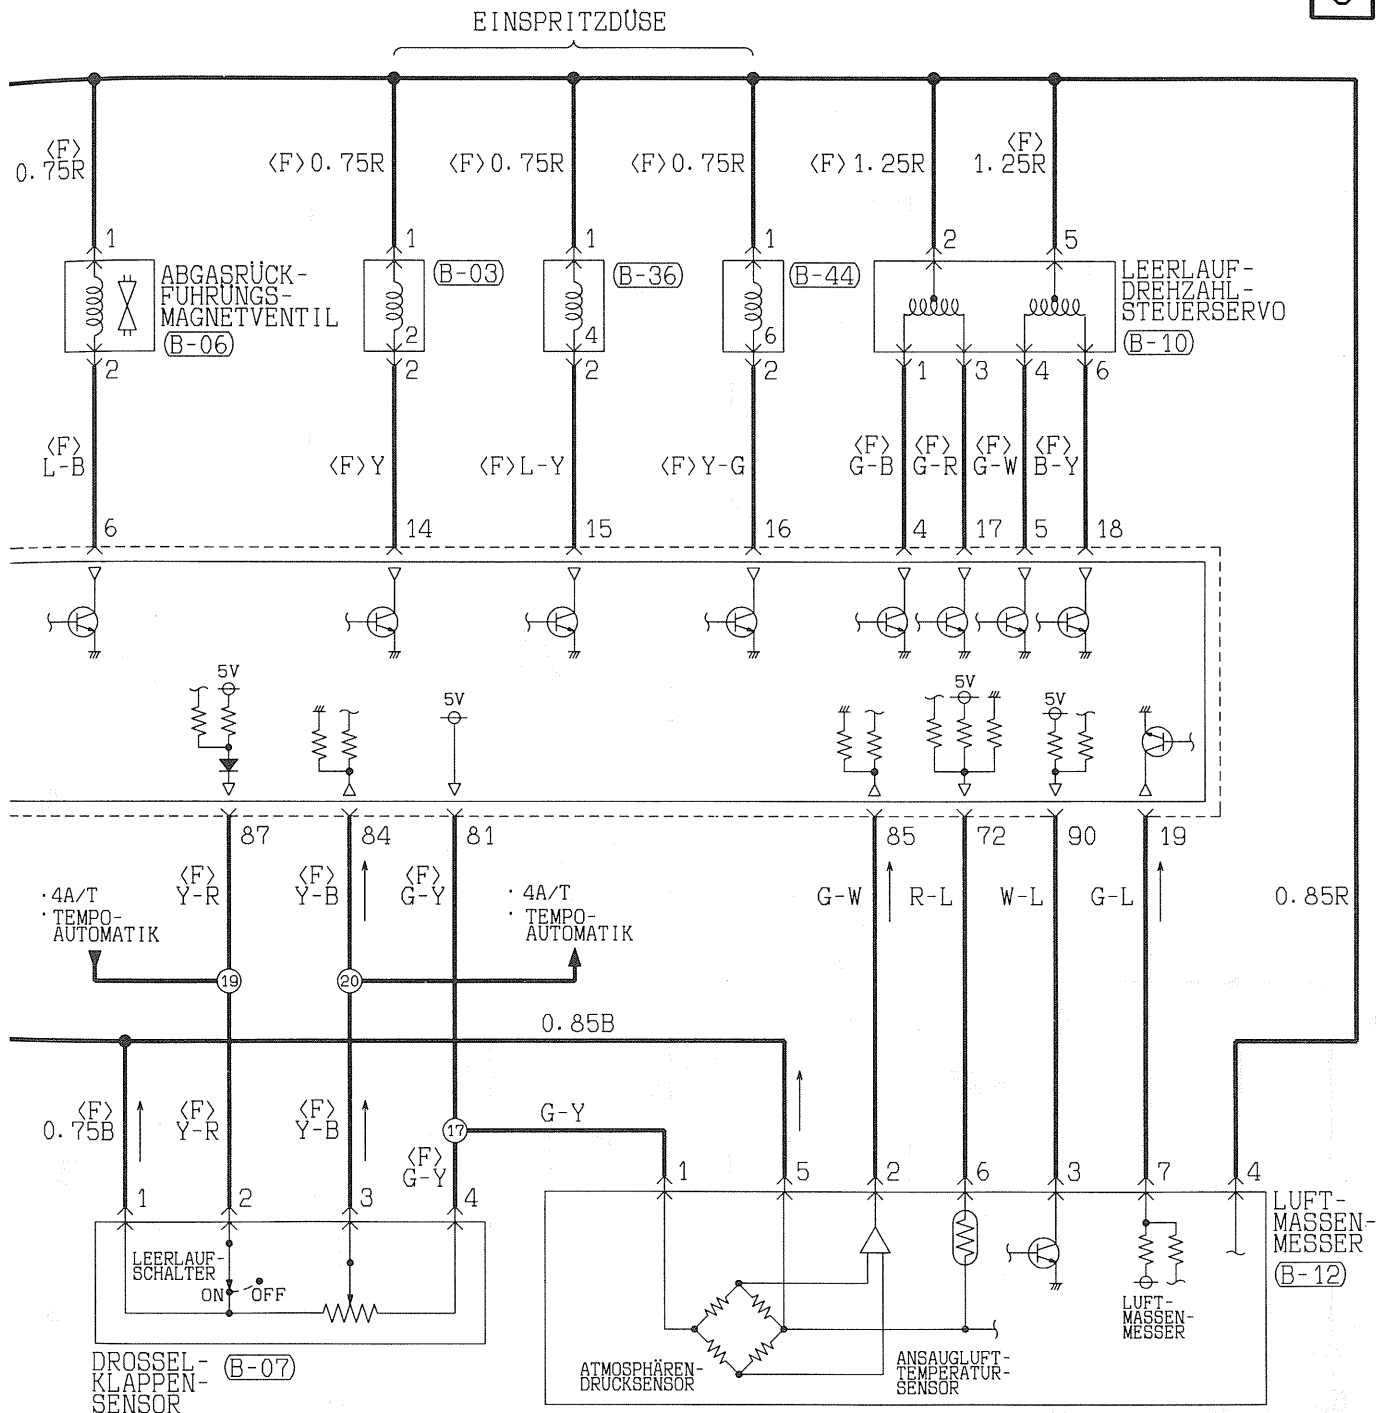 EINSPRITZDÜSE
<F> <F>
0.75R <F>0.75R <F>0.75R <F>0.75R <F>1.25R 1.25R
1 1 1 1 2 5
ABGASRÜCK-
FUHRUNGS-
MAGNETVENTIL
B-06
B-03
B-36
B-44
LEERLAUF-
DREHZAHL-
STEUERSERVO
B-10
2 4 6
2 2 2 2 1 3 4 6
<F> <F> <F> <F> <F>
L-B <F>Y <F>L-Y <F>Y-G G-B G-R G-W B-Y
6 14 15 16 4 17 5 18
5V 5V 5V 5V
87 84 81 85 72 90 19
<F> <F> <F>
Y-R Y-B G-Y G-W R-L W-L G-L 0.85R
·4A/T
·TEMPO-
AUTOMATIK
·4A/T
·TEMPO-
AUTOMATIK
19 20
0.85B
<F> <F> <F>
0.75B Y-R Y-B
17
G-Y
<F>
G-Y
1 2 3 4
1 5 2 6 3 7 4
LEERLAUF-
SCHALTER
ON OFF
DROSSEL-
KLAPPEN-
SENSOR
B-07
ATMOSPHÄREN-
DRUCKSENSOR
ANSAUGLUFT-
TEMPERATUR-
SENSOR
LUFT-
MASSEN-
MESSER
LUFT-
MASSEN-
MESSER
B-12